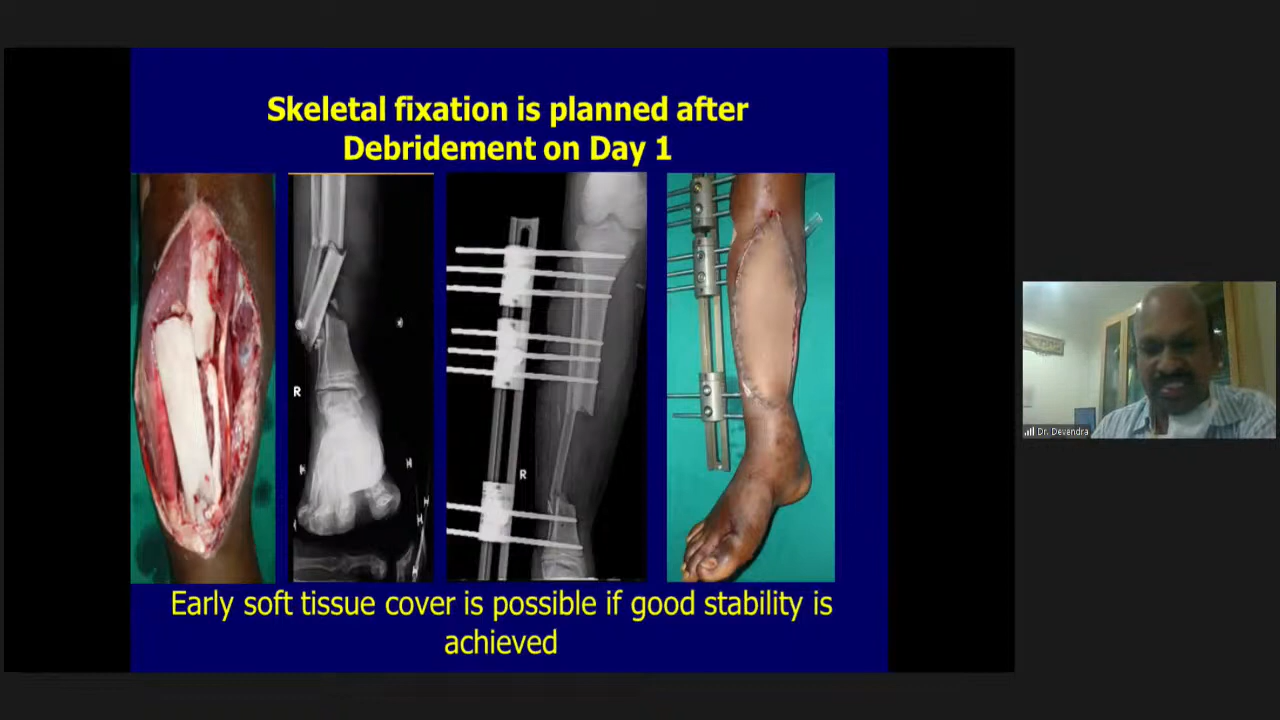 Skeletal fixation is planned after
Debridement on Day 1
R
R
H
H
H
H
H
Early soft tissue cover is possible if good stability is
achieved
Dr. Devendra